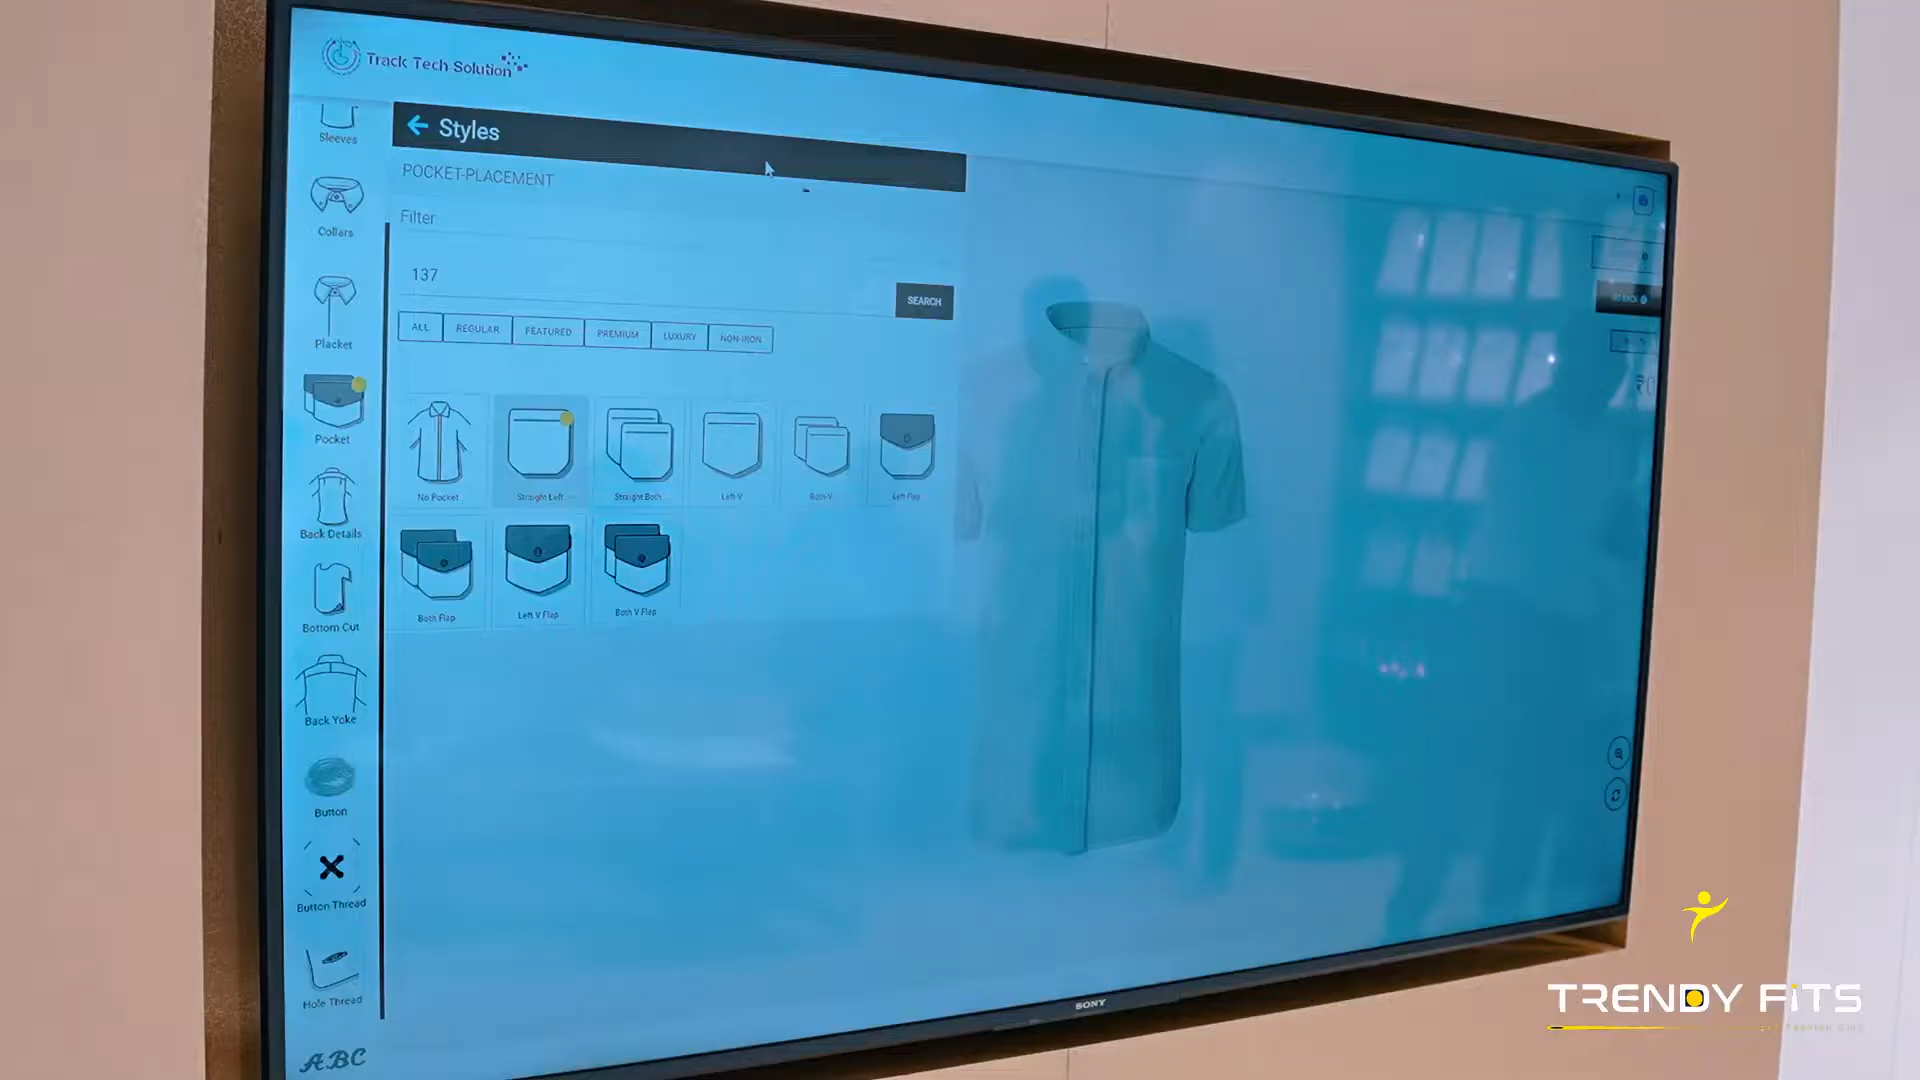 Track Tech Solution
Styles
POCKET-PLACEMENT
Filter
137
SEARCH
ALL
REGULAR
FEATURED
PREMIUM
LUXURY
NON-IRON
Sleeves
Collars
Placket
Pocket
Back Details
Bottom Cut
Back Yoke
Button
Button Thread
Hole Thread
ABC
No Pocket
Straight Left
Straight Both
Left-V
Both-V
Left Flap
Both Flap
Left V Flap
Both V Flap
BACK
₹0
SONY
TRENDY FiTS